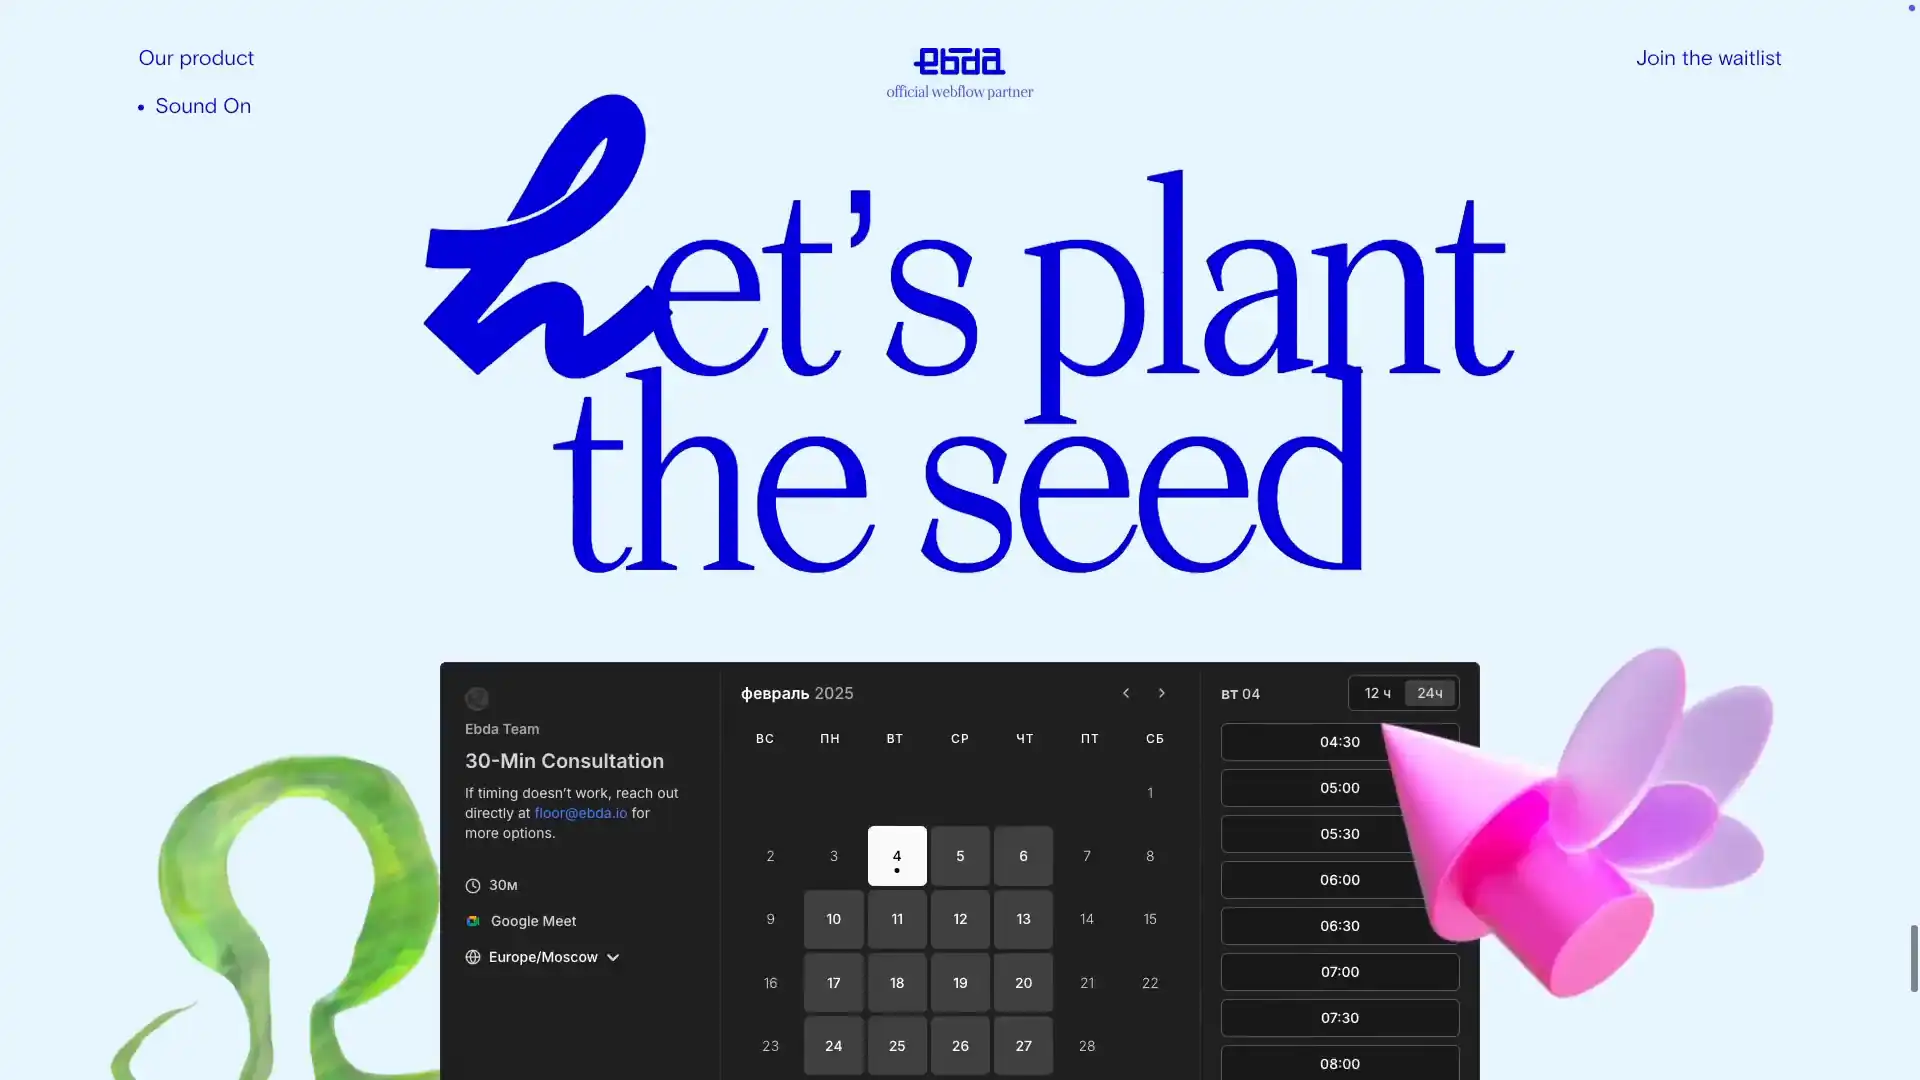 Our product
Sound On
ebda
official webflow partner
Join the waitlist
Let’s plant
the seed
Ebda Team
30-Min Consultation
If timing doesn’t work, reach out
directly at floor@ebda.io for
more options.
30м
Google Meet
Europe/Moscow
февраль 2025
ВС ПН ВТ СР ЧТ ПТ СБ
1
2 3 4 5 6 7 8
9 10 11 12 13 14 15
16 17 18 19 20 21 22
23 24 25 26 27 28
вт 04
12 ч 24ч
04:30
05:00
05:30
06:00
06:30
07:00
07:30
08:00